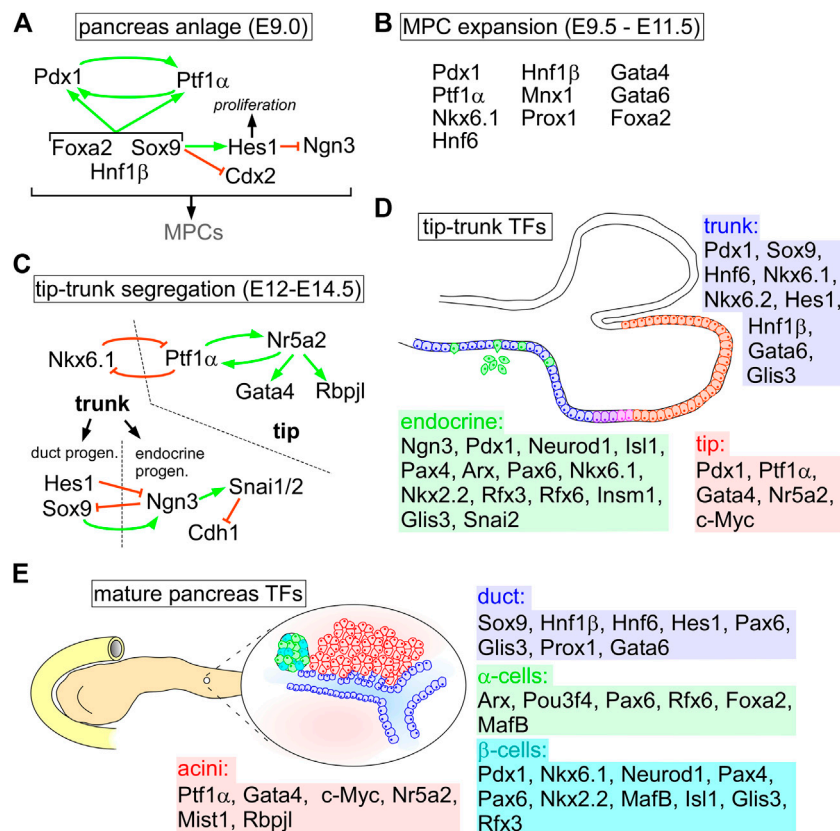 A
pancreas anlage (E9.0)
Pdx1
Ptf1α
proliferation
Foxa2 Sox9
Hes1
Ngn3
Hnf1β
Cdx2
MPCs
B
MPC expansion (E9.5 - E11.5)
Pdx1 Hnf1β Gata4
Ptf1α Mnx1 Gata6
Nkx6.1 Prox1 Foxa2
Hnf6
C
tip-trunk segregation (E12-E14.5)
Nkx6.1
Ptf1α
Nr5a2
Gata4
Rbpjl
trunk
tip
duct progen.
endocrine
progen.
Hes1
Sox9
Ngn3
Snai1/2
Cdh1
D
tip-trunk TFs
trunk:
Pdx1, Sox9,
Hnf6, Nkx6.1,
Nkx6.2, Hes1,
Hnf1β,
Gata6,
Glis3
endocrine:
Ngn3, Pdx1, Neurod1, Isl1,
Pax4, Arx, Pax6, Nkx6.1,
Nkx2.2, Rfx3, Rfx6, Insm1,
Glis3, Snai2
tip:
Pdx1, Ptf1α,
Gata4, Nr5a2,
c-Myc
E
mature pancreas TFs
acini:
Ptf1α, Gata4, c-Myc, Nr5a2,
Mist1, Rbpjl
duct:
Sox9, Hnf1β, Hnf6, Hes1, Pax6,
Glis3, Prox1, Gata6
α-cells:
Arx, Pou3f4, Pax6, Rfx6, Foxa2,
MafB
β-cells:
Pdx1, Nkx6.1, Neurod1, Pax4,
Pax6, Nkx2.2, MafB, Isl1, Glis3,
Rfx3